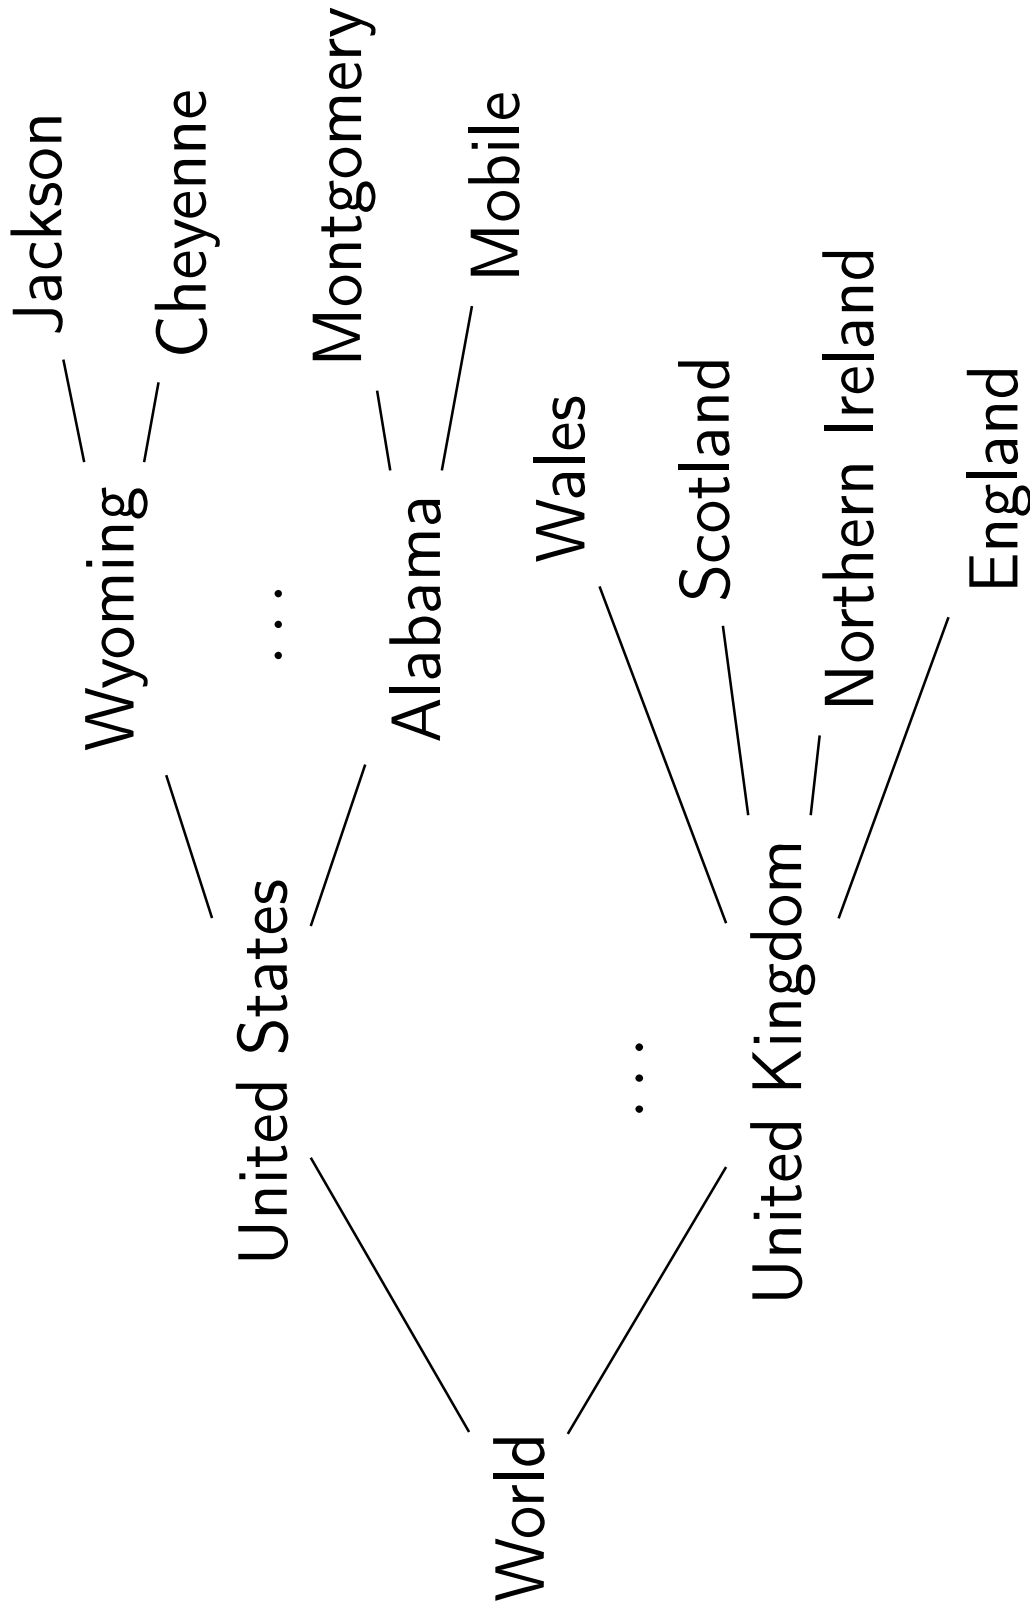 Jackson
Cheyenne
Wyoming
. . .
Montgomery
Mobile
Alabama
United States
Wales
Scotland
Northern Ireland
England
. . .
United Kingdom
World